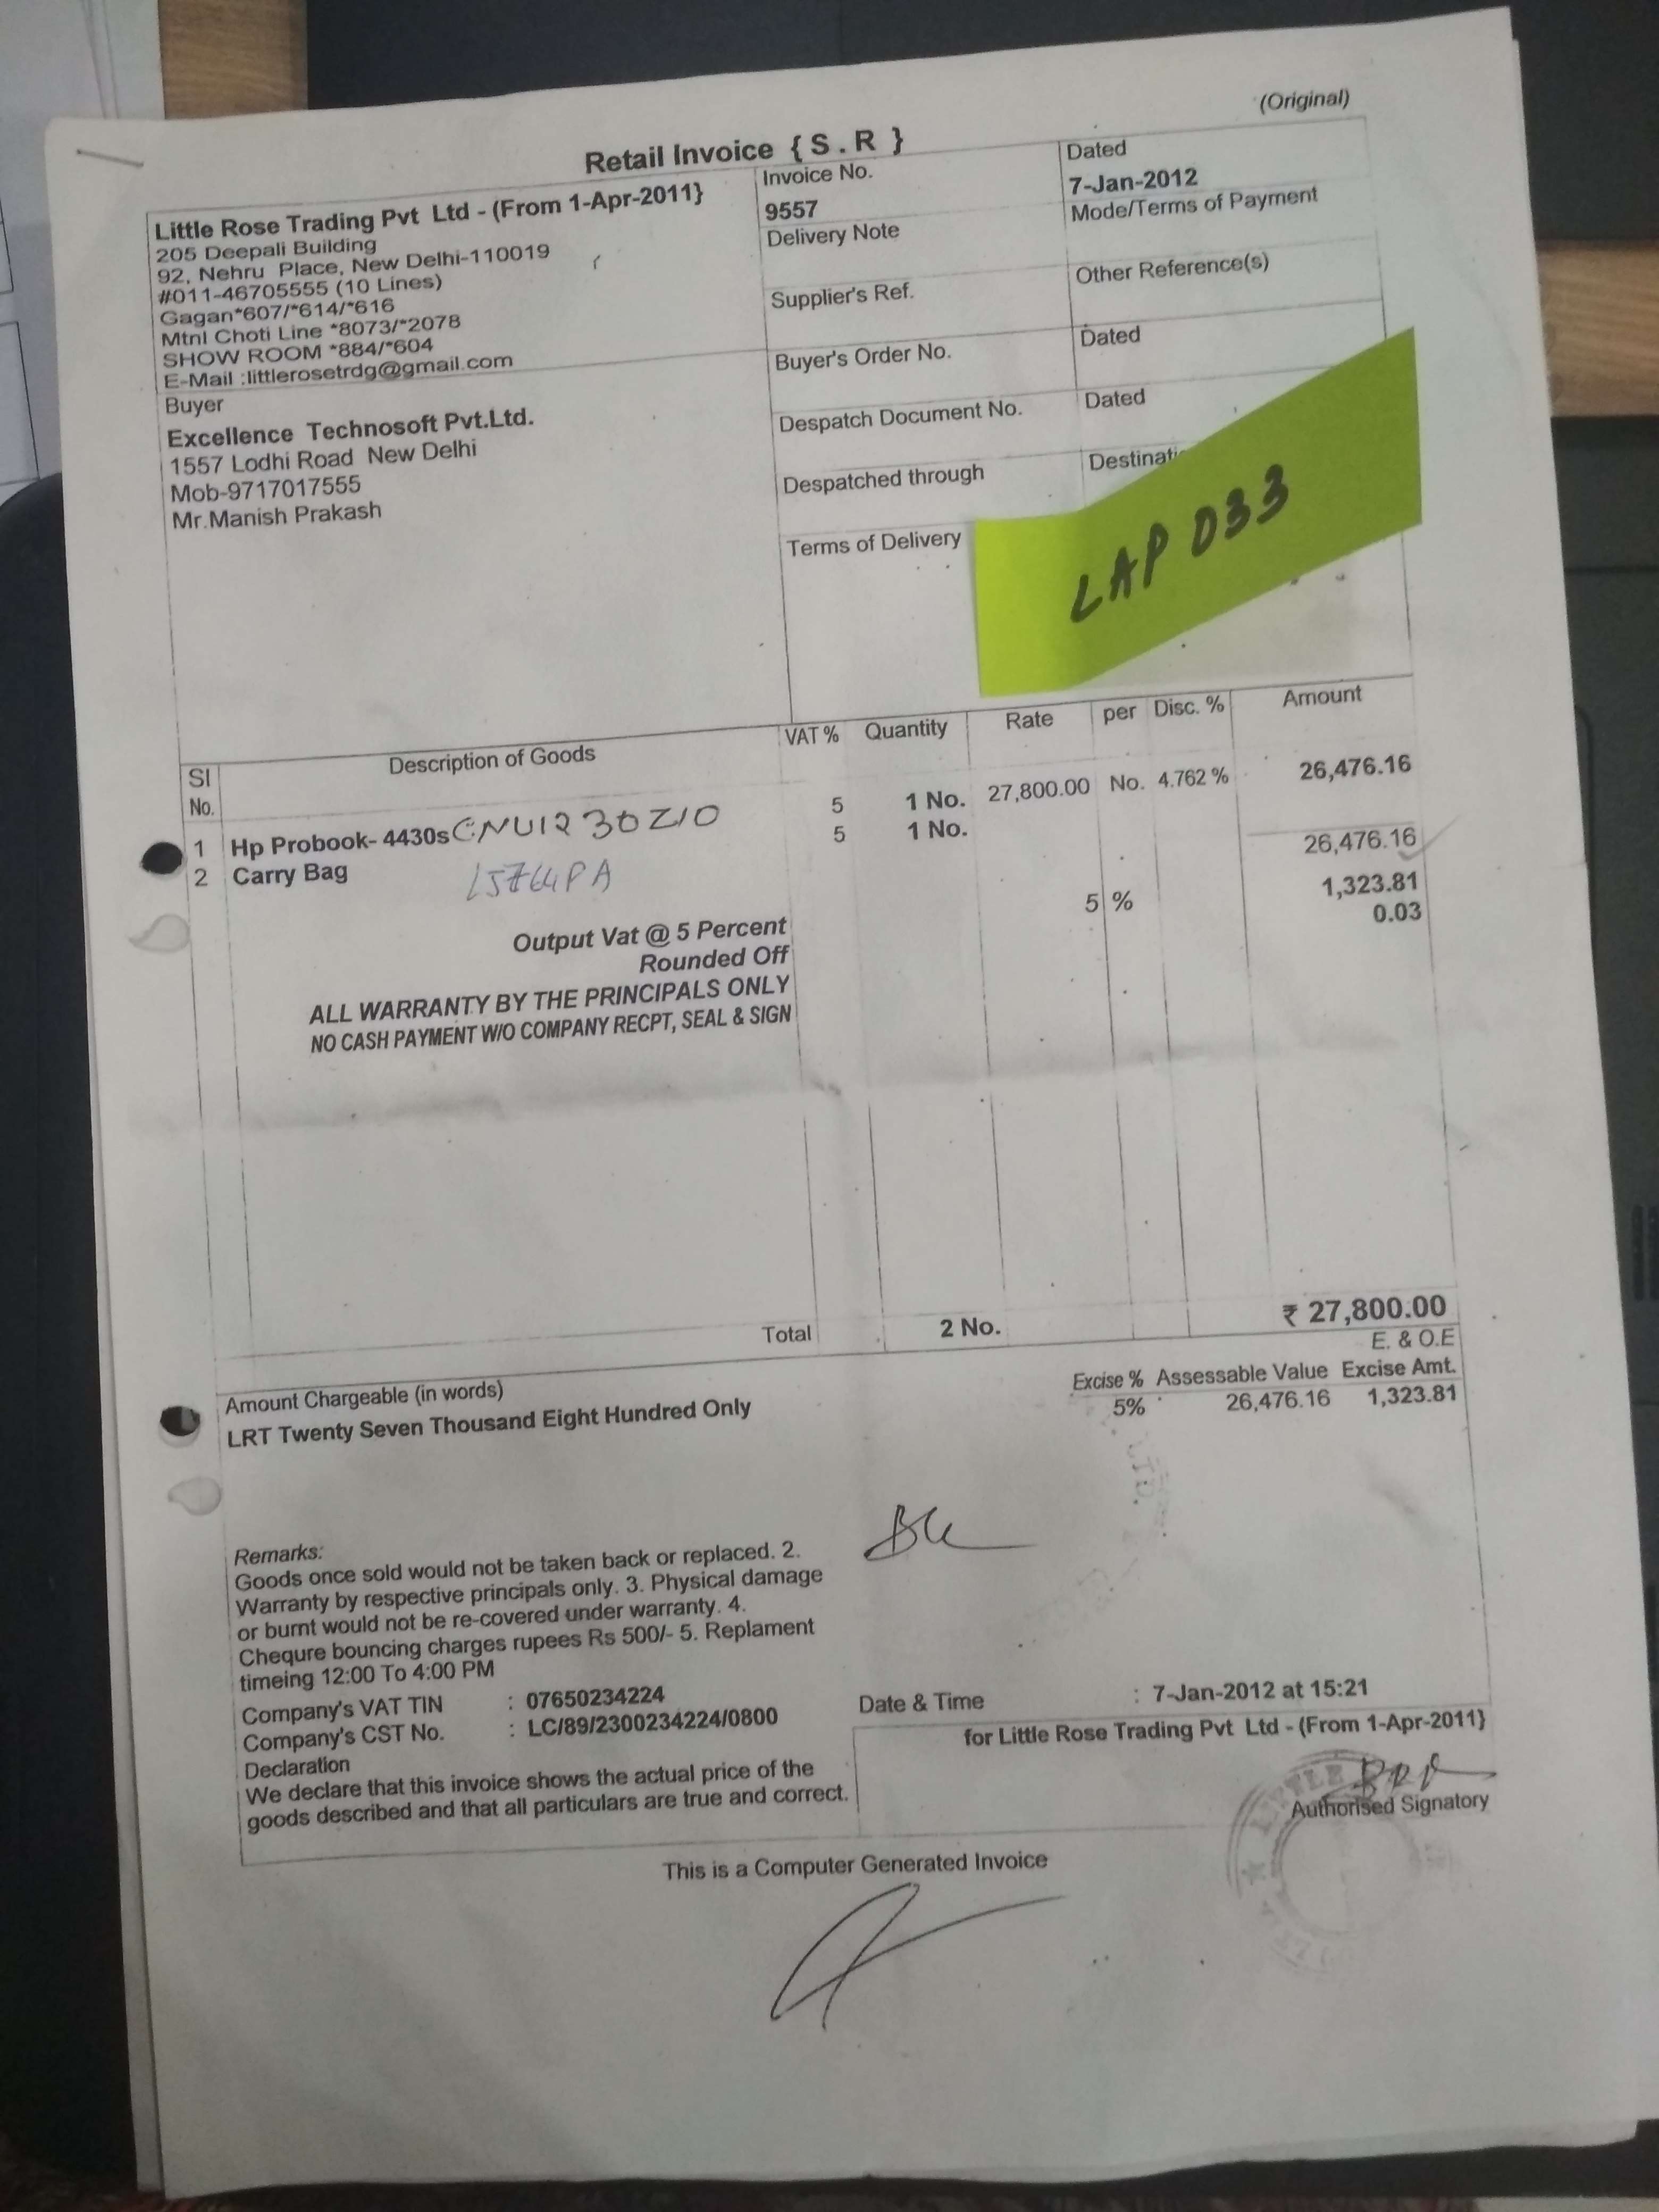 (Original)
Retail Invoice { S . R }
Little Rose Trading Pvt Ltd - (From 1-Apr-2011}
205 Deepali Building
92, Nehru Place, New Delhi-110019
#011-46705555 (10 Lines)
Gagan*607/*614/*616
Mtnl Choti Line *8073/*2078
SHOW ROOM *884/*604
E-Mail :littlerosetrdg@gmail.com
Invoice No.
9557
Dated
7-Jan-2012
Delivery Note
Mode/Terms of Payment
Supplier's Ref.
Other Reference(s)
Buyer
Excellence Technosoft Pvt.Ltd.
1557 Lodhi Road New Delhi
Mob-9717017555
Mr.Manish Prakash
Buyer's Order No.
Dated
Despatch Document No.
Dated
Despatched through
Destinati
Terms of Delivery
LAP 033
SI No. Description of Goods VAT % Quantity Rate per Disc. % Amount
1 Hp Probook- 4430s CNU1230Z10 5 1 No. 27,800.00 No. 4.762 % 26,476.16
2 Carry Bag 5 1 No.
26,476.16
Output Vat @ 5 Percent 5 % 1,323.81
Rounded Off 0.03
ALL WARRANTY BY THE PRINCIPALS ONLY
NO CASH PAYMENT W/O COMPANY RECPT, SEAL & SIGN
Total 2 No. ₹ 27,800.00
E. & O.E
Amount Chargeable (in words)
LRT Twenty Seven Thousand Eight Hundred Only
Excise % Assessable Value Excise Amt.
5% 26,476.16 1,323.81
LTD.
Remarks:
Goods once sold would not be taken back or replaced. 2.
Warranty by respective principals only. 3. Physical damage
or burnt would not be re-covered under warranty. 4.
Chequre bouncing charges rupees Rs 500/- 5. Replament
timeing 12:00 To 4:00 PM
Company's VAT TIN : 07650234224
Company's CST No. : LC/89/2300234224/0800
Declaration
We declare that this invoice shows the actual price of the
goods described and that all particulars are true and correct.
Date & Time : 7-Jan-2012 at 15:21
for Little Rose Trading Pvt Ltd - (From 1-Apr-2011}
LITTLE
Authorised Signatory
This is a Computer Generated Invoice